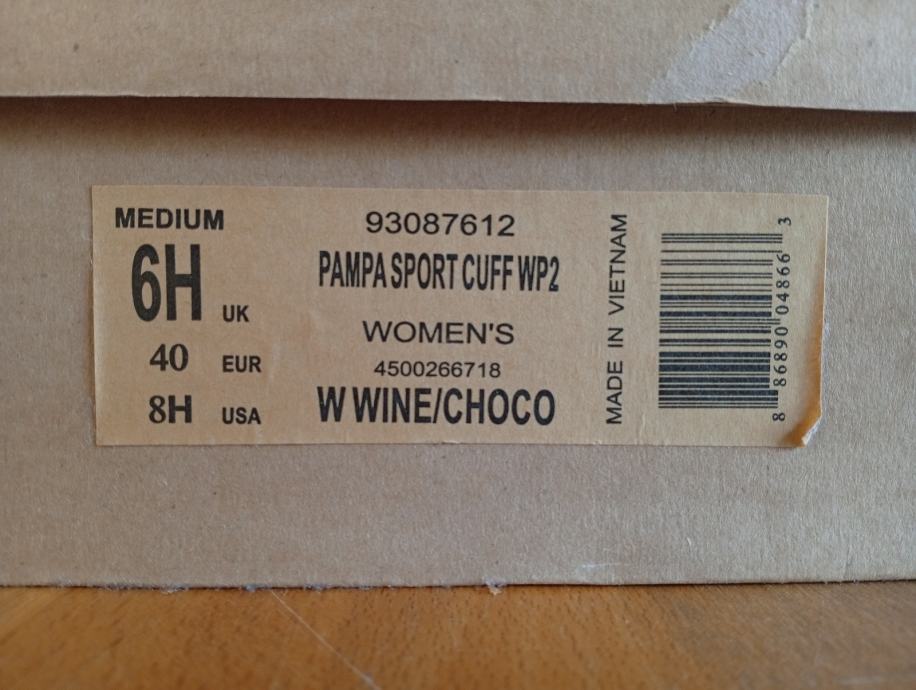 MEDIUM
6H UK
40 EUR
8H USA
93087612
PAMPA SPORT CUFF WP2
WOMEN'S
4500266718
W WINE/CHOCO
MADE IN VIETNAM
8 86890 04866 3